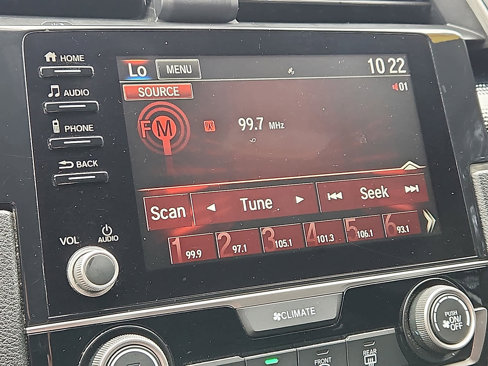 HOME
AUDIO
PHONE
BACK
VOL
AUDIO
Lo MENU 10 22
SOURCE 01
FM 99.7 MHz
Scan Tune Seek
1 99.9 2 97.1 3 105.1 4 101.3 5 106.1 6 93.1
CLIMATE
PUSH
ON/
OFF
FRONT
REAR